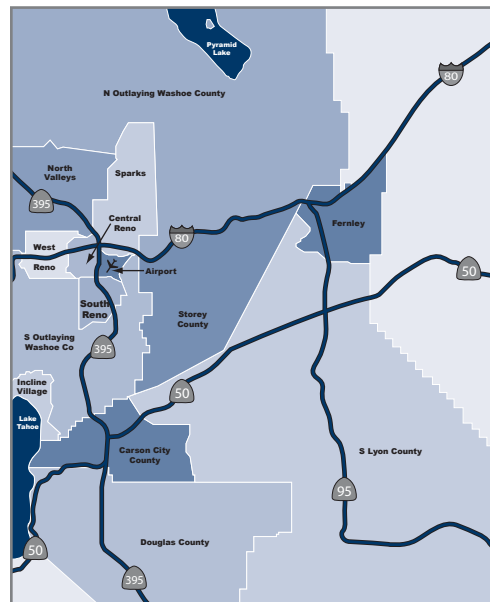 Pyramid
Lake
80
N Outlaying Washoe County
North
Valleys
Sparks
395
Central
Reno
Fernley
80
West
Reno
Airport
50
South
Reno
Storey
County
S Outlaying
Washoe Co
395
Incline
Village
50
Lake
Tahoe
Carson City
County
S Lyon County
95
50
Douglas County
395